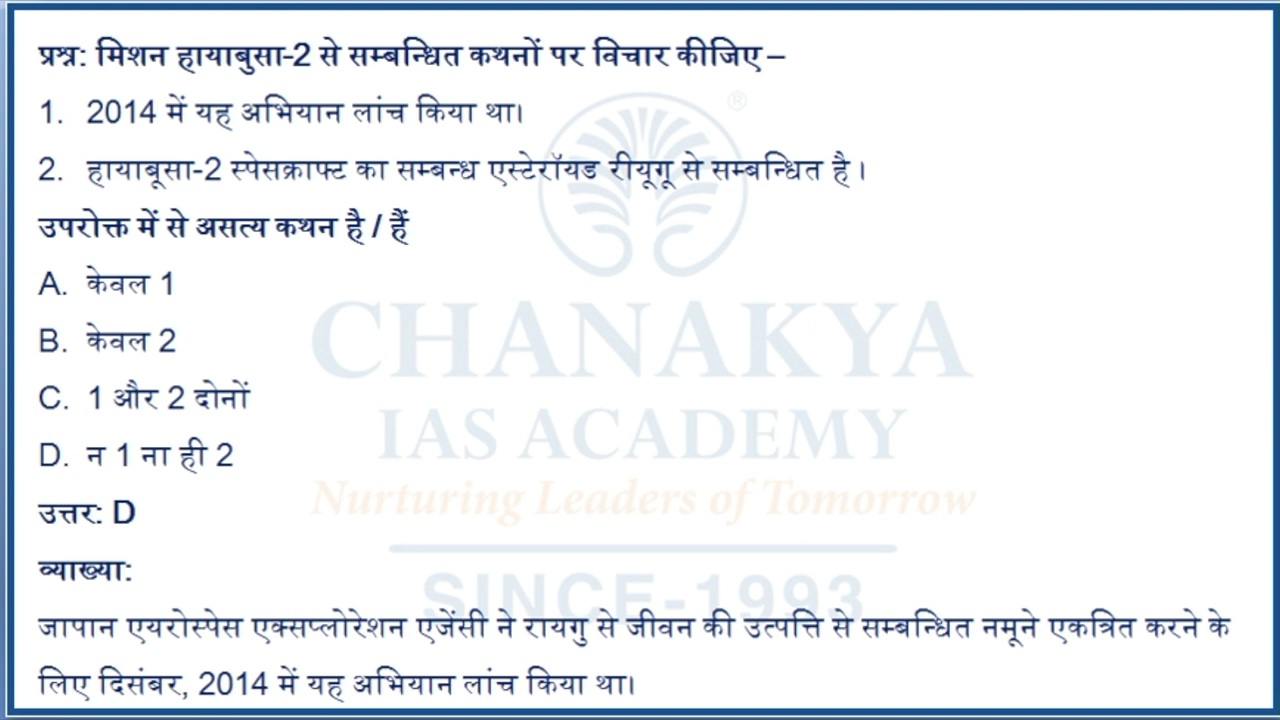 प्रश्न: मिशन हायाबुसा-2 से सम्बन्धित कथनों पर विचार कीजिए –
1. 2014 में यह अभियान लांच किया था।
2. हायाबूसा-2 स्पेसक्राफ्ट का सम्बन्ध एस्टेरॉयड रीयूगू से सम्बन्धित है।
उपरोक्त में से असत्य कथन है / हैं
A. केवल 1
B. केवल 2
C. 1 और 2 दोनों
D. न 1 ना ही 2
उत्तर: D
व्याख्या:
जापान एयरोस्पेस एक्सप्लोरेशन एजेंसी ने रायगु से जीवन की उत्पत्ति से सम्बन्धित नमूने एकत्रित करने के
लिए दिसंबर, 2014 में यह अभियान लांच किया था।
®
CHANAKYA
IAS ACADEMY
Nurturing Leaders of Tomorrow
SINCE-1993